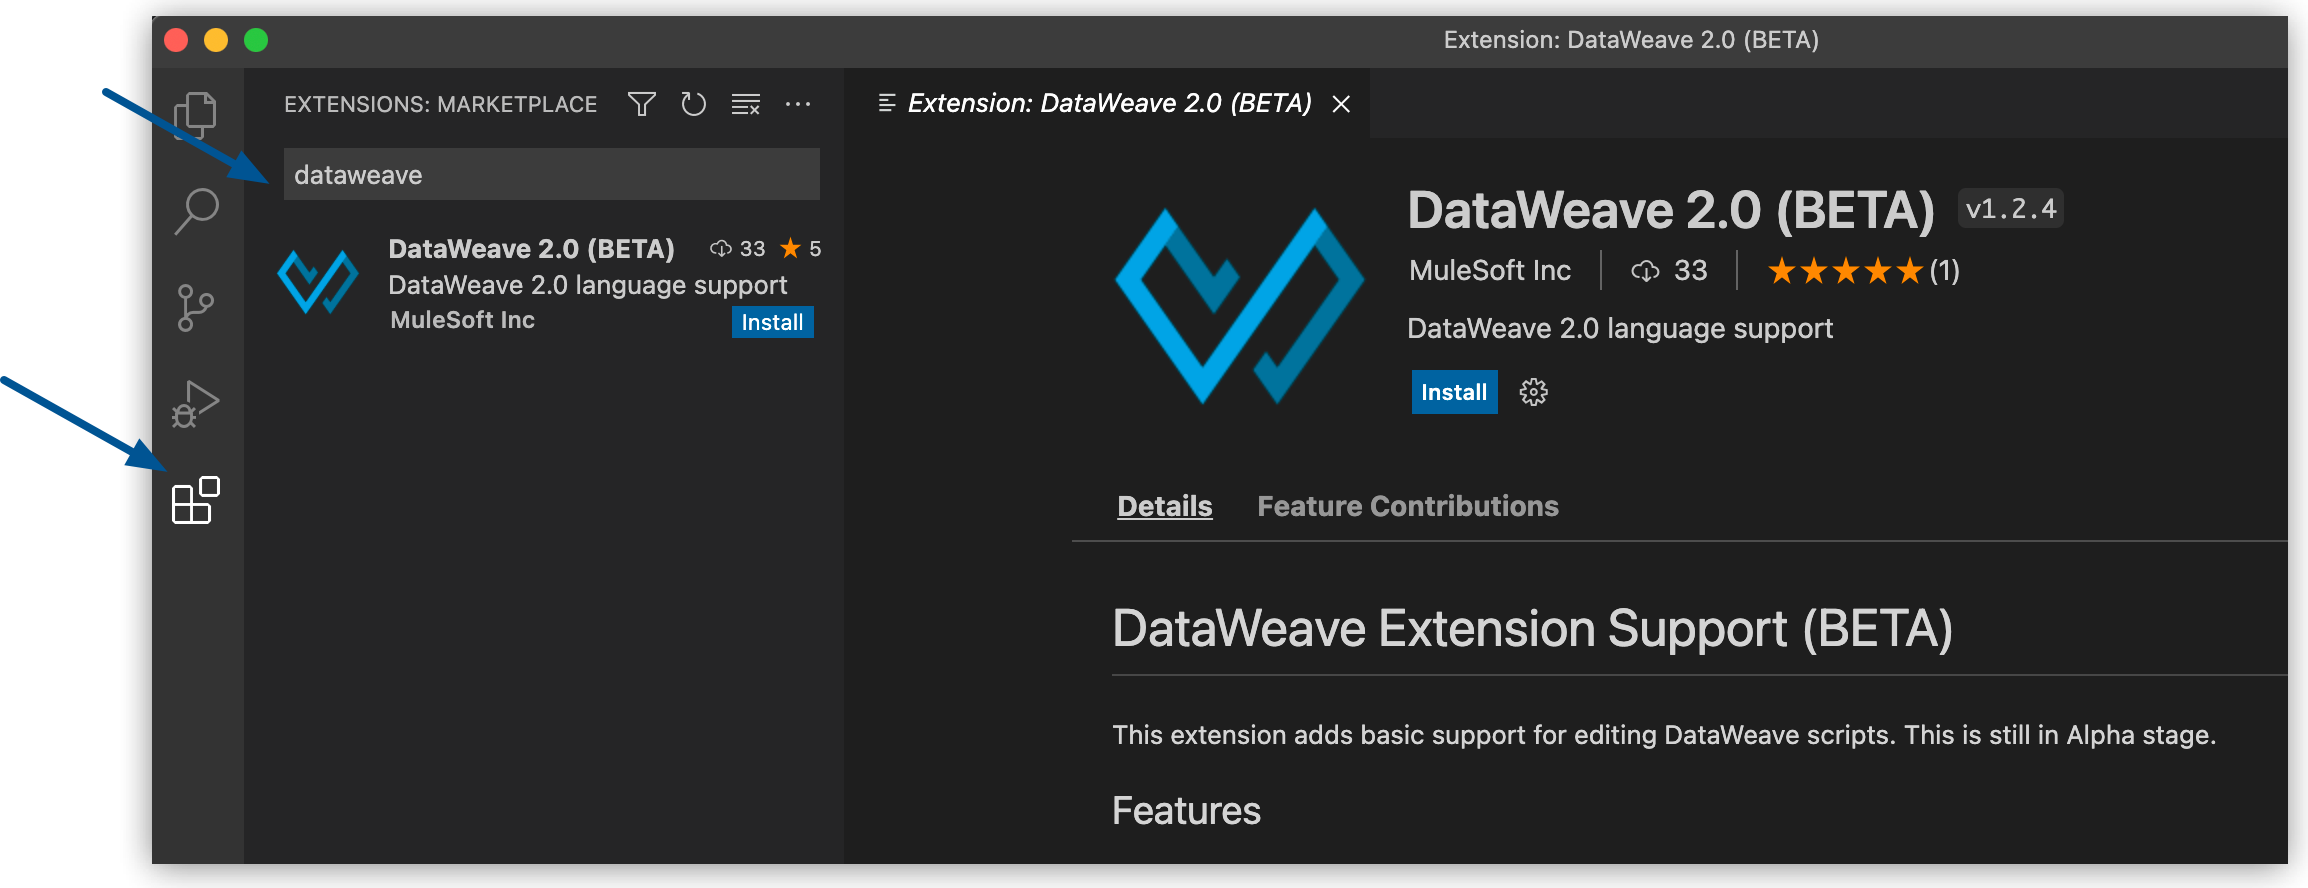 Extension: DataWeave 2.0 (BETA)
EXTENSIONS: MARKETPLACE
dataweave
DataWeave 2.0 (BETA) 33 5
DataWeave 2.0 language support
MuleSoft Inc Install
Extension: DataWeave 2.0 (BETA)
DataWeave 2.0 (BETA) v1.2.4
MuleSoft Inc 33 (1)
DataWeave 2.0 language support
Install
Details Feature Contributions
DataWeave Extension Support (BETA)
This extension adds basic support for editing DataWeave scripts. This is still in Alpha stage.
Features